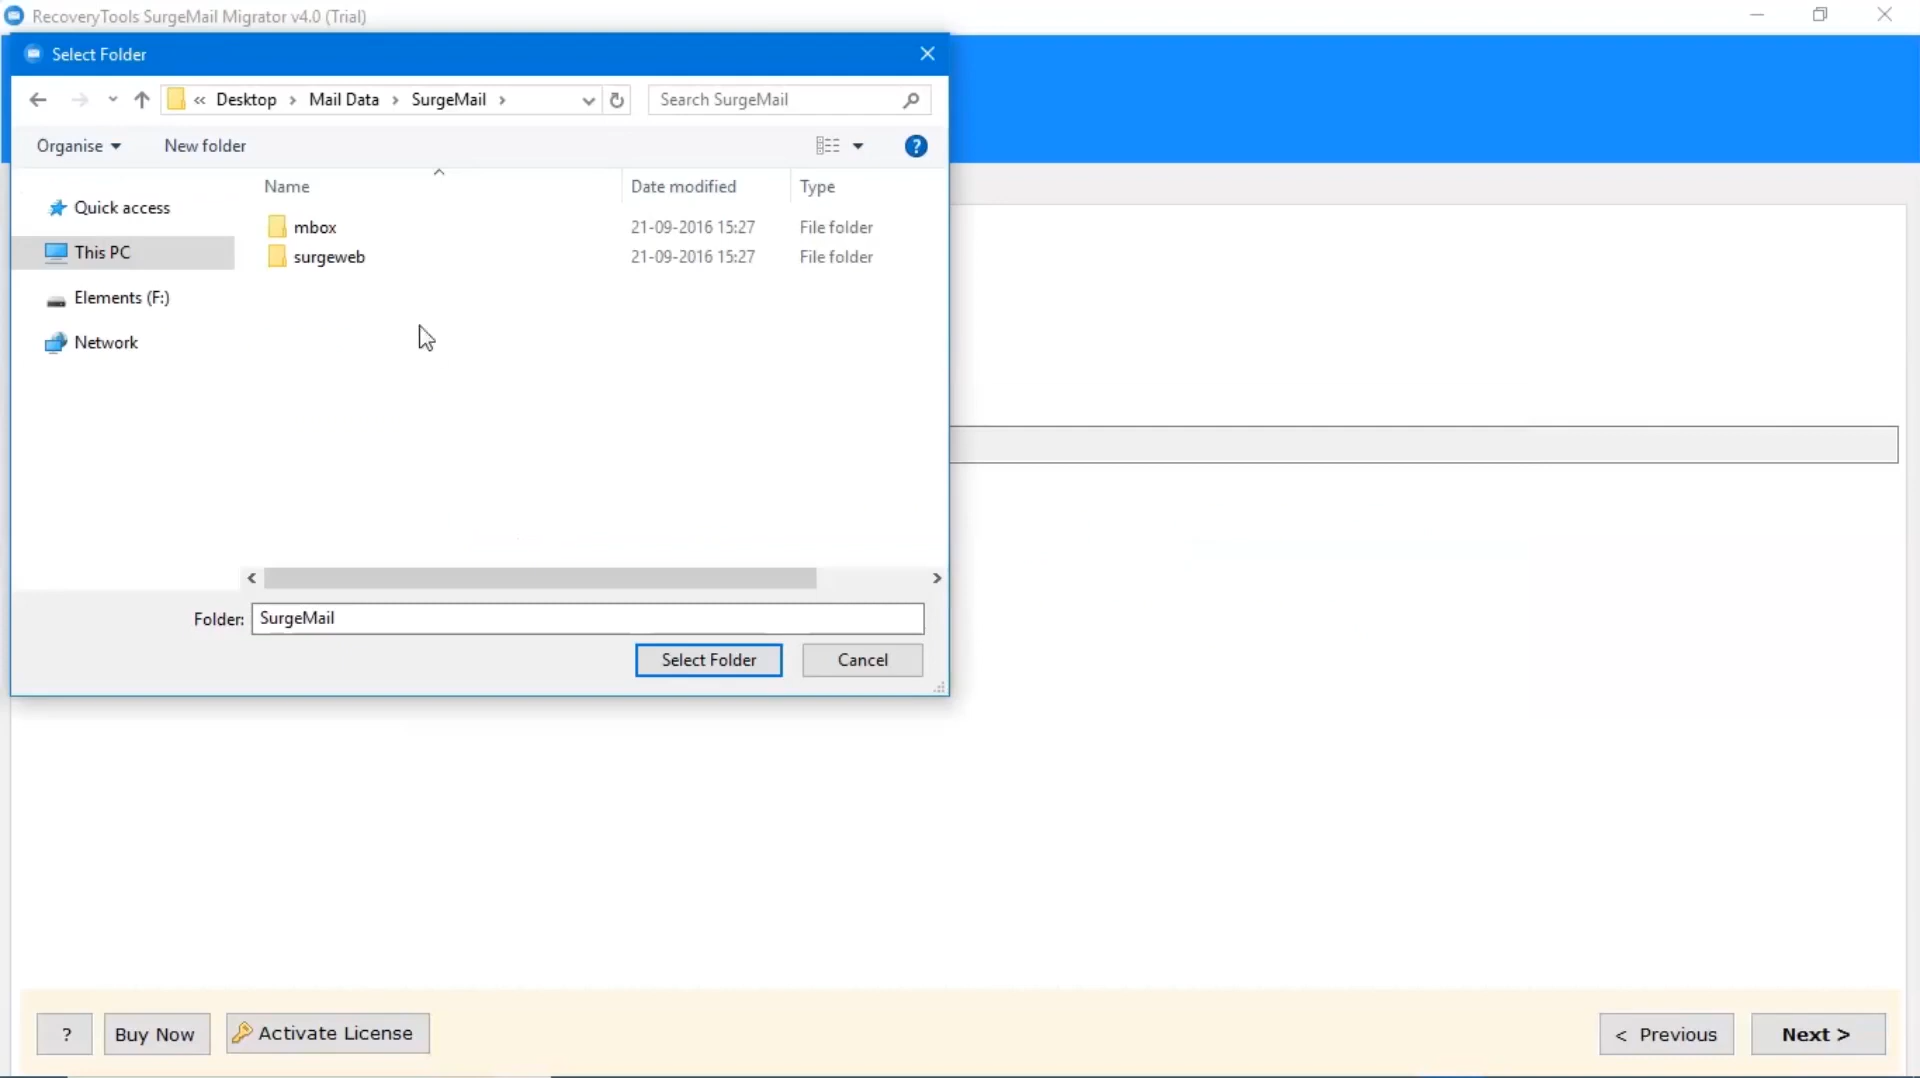 RecoveryTools SurgeMail Migrator v4.0 (Trial)
Select Folder
« Desktop > Mail Data > SurgeMail >
Search SurgeMail
Organise
New folder
?
Name
Date modified
Type
Quick access
This PC
Elements (F:)
Network
mbox 21-09-2016 15:27 File folder
surgeweb 21-09-2016 15:27 File folder
Folder: SurgeMail
Select Folder
Cancel
?
Buy Now
Activate License
< Previous
Next >